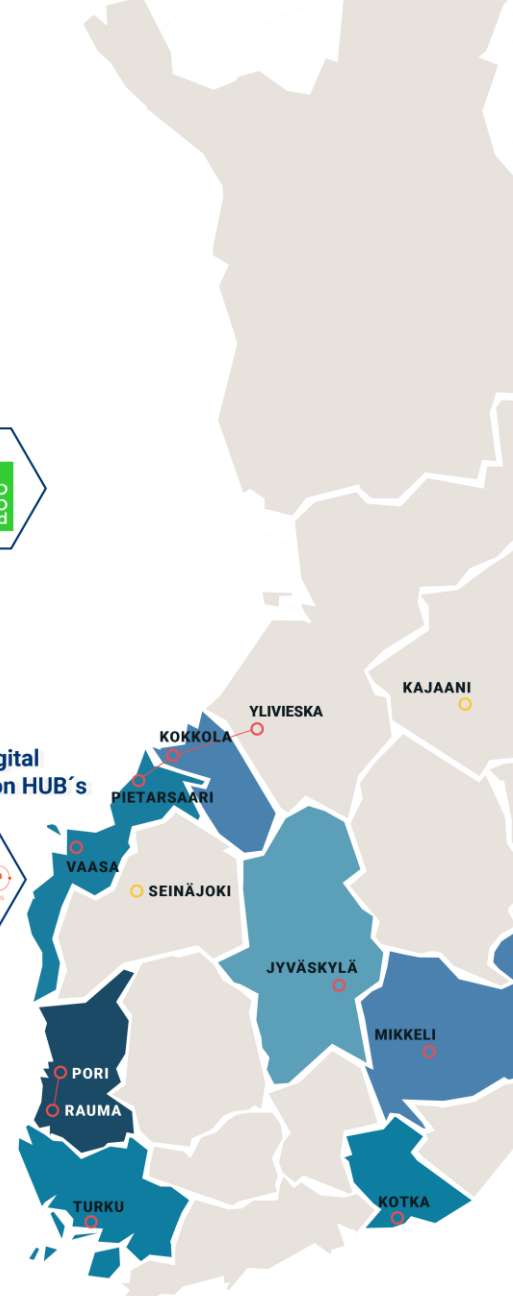 KAJAANI
YLIVIESKA
KOKKOLA
gital
on HUB´s
PIETARSAARI
VAASA
SEINÄJOKI
JYVÄSKYLÄ
MIKKELI
PORI
RAUMA
KOTKA
TURKU